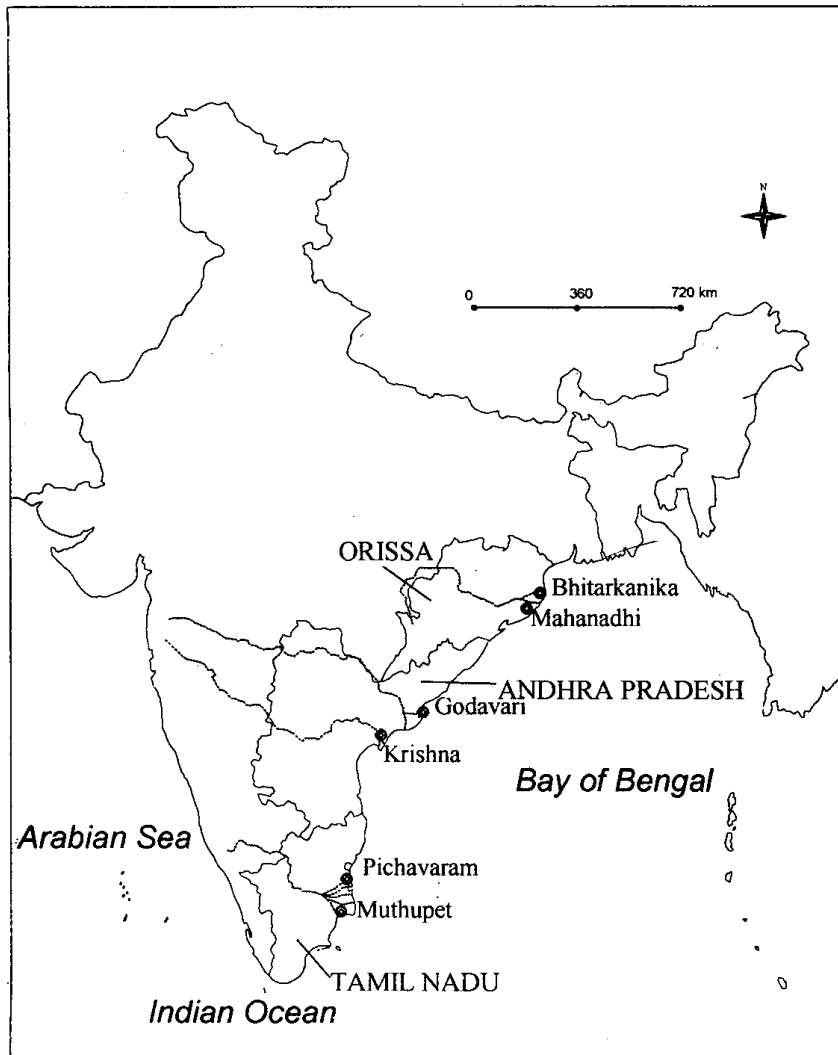 N
0 360 720 km
ORISSA
Bhitarkanika
Mahanadhi
ANDHRA PRADESH
Godavari
Krishna
Bay of Bengal
Arabian Sea
Pichavaram
Muthupet
TAMIL NADU
Indian Ocean